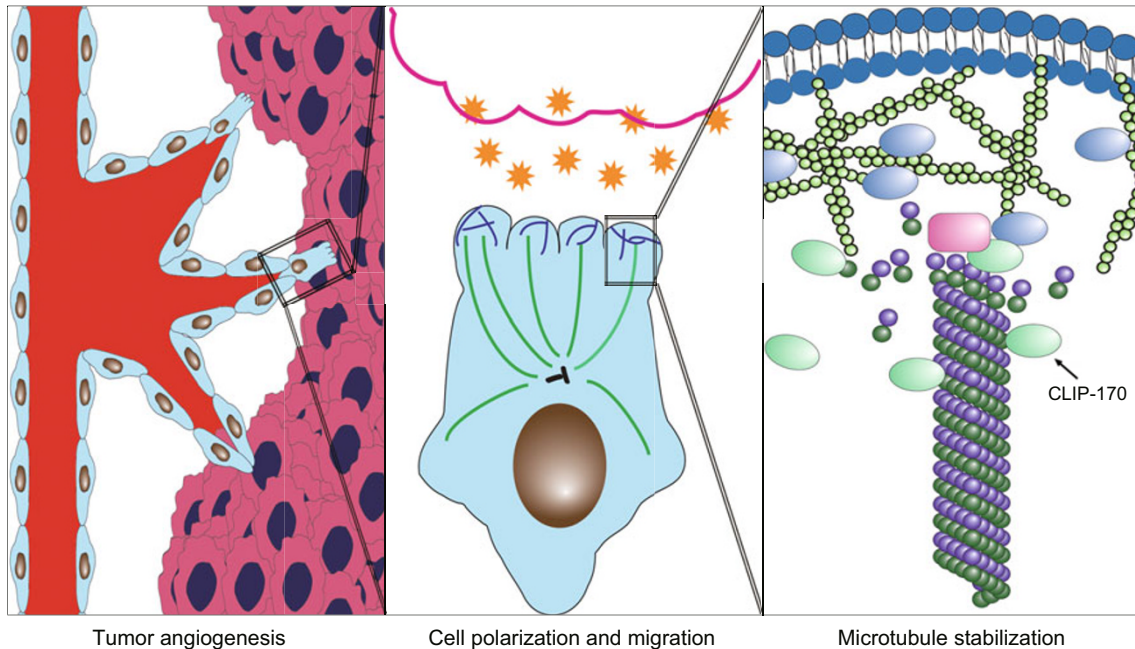 CLIP-170
Tumor angiogenesis
Cell polarization and migration
Microtubule stabilization